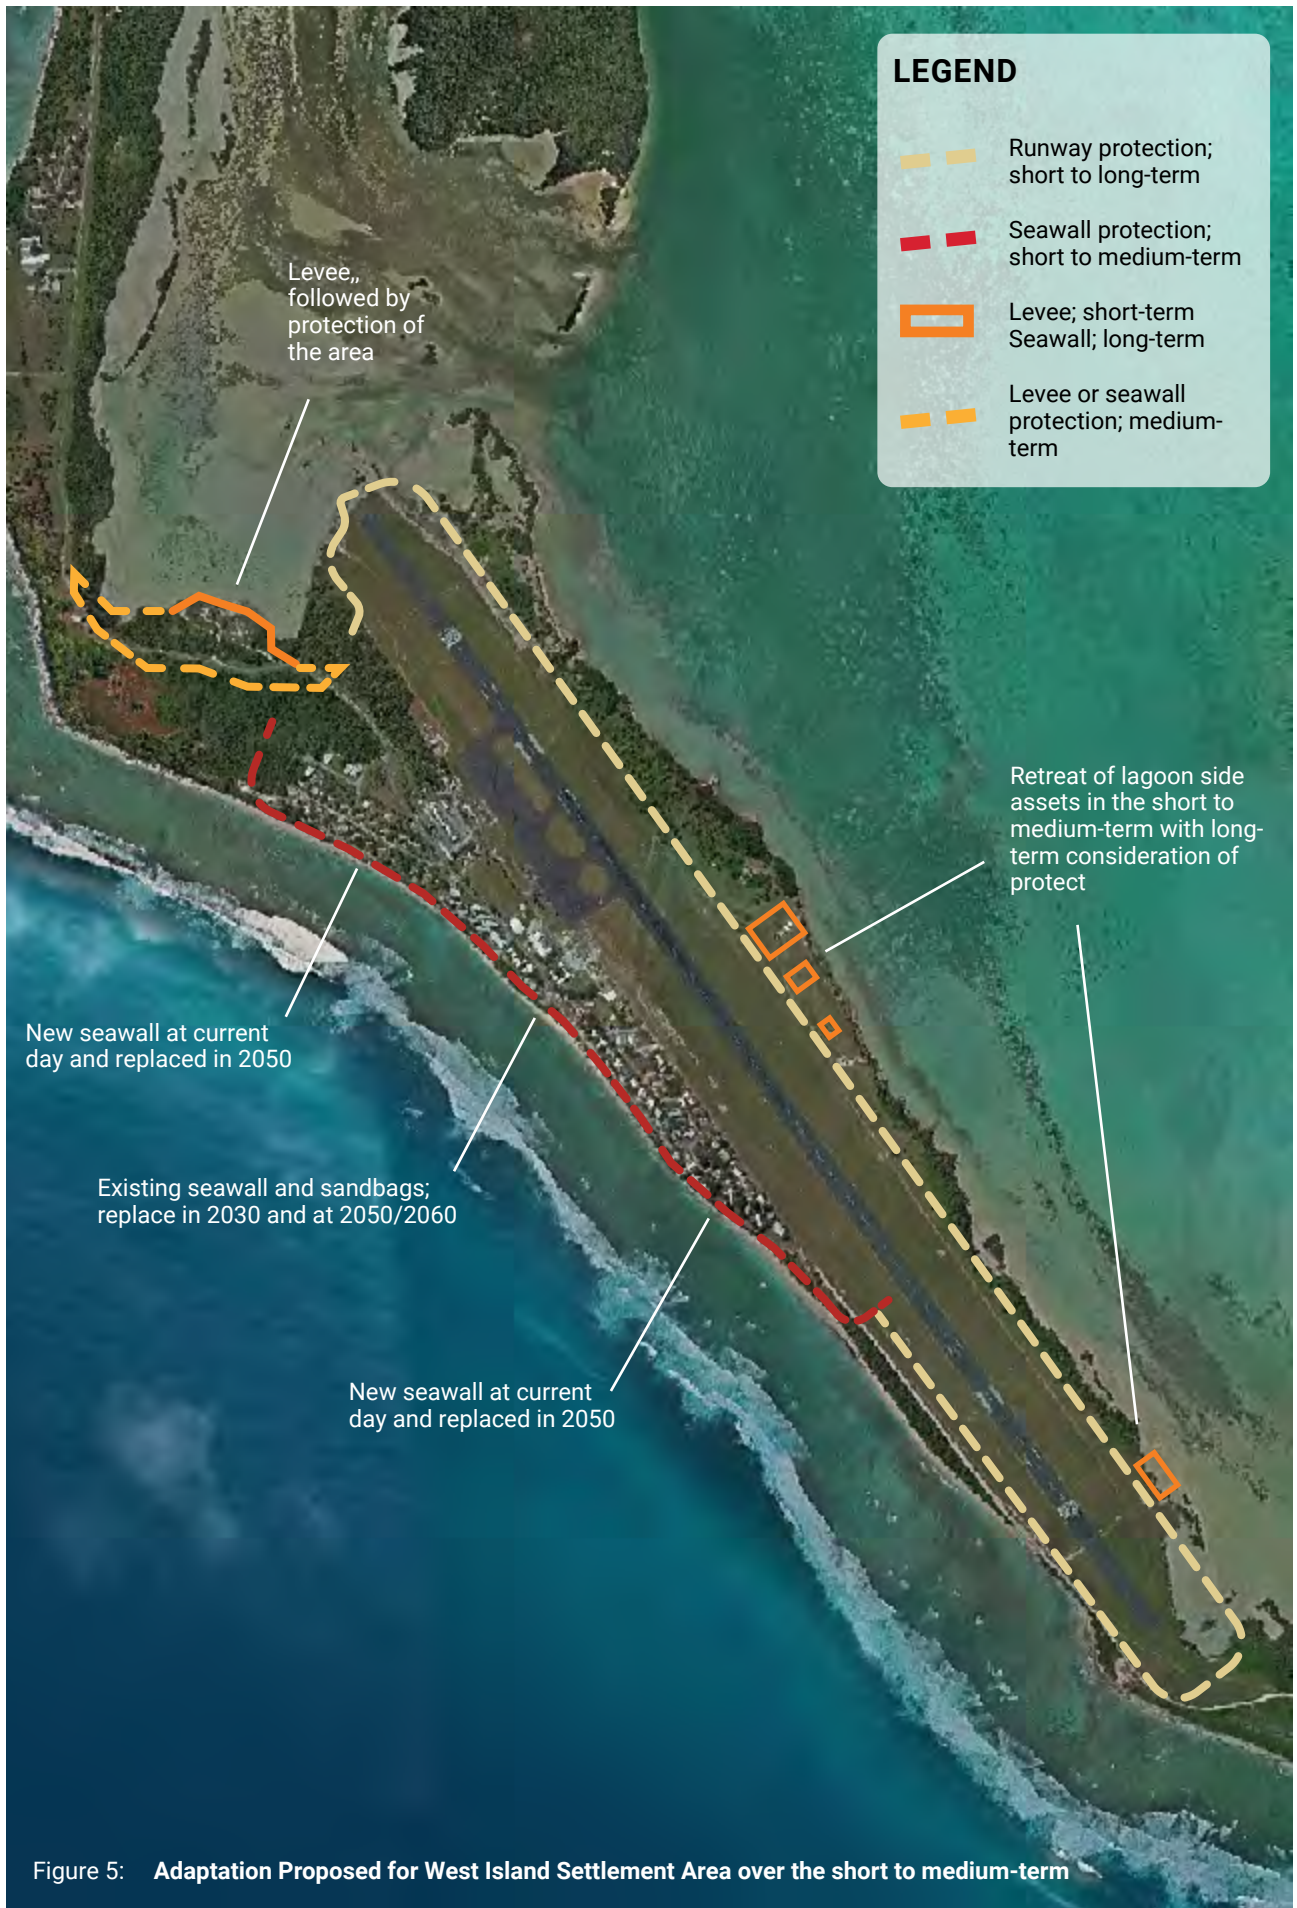 LEGEND
Runway protection;
short to long-term
Seawall protection;
short to medium-term
Levee; short-term
Seawall; long-term
Levee or seawall
protection; medium-
term
Levee,,
followed by
protection of
the area
Retreat of lagoon side
assets in the short to
medium-term with long-
term consideration of
protect
New seawall at current
day and replaced in 2050
Existing seawall and sandbags;
replace in 2030 and at 2050/2060
New seawall at current
day and replaced in 2050
Figure 5: Adaptation Proposed for West Island Settlement Area over the short to medium-term